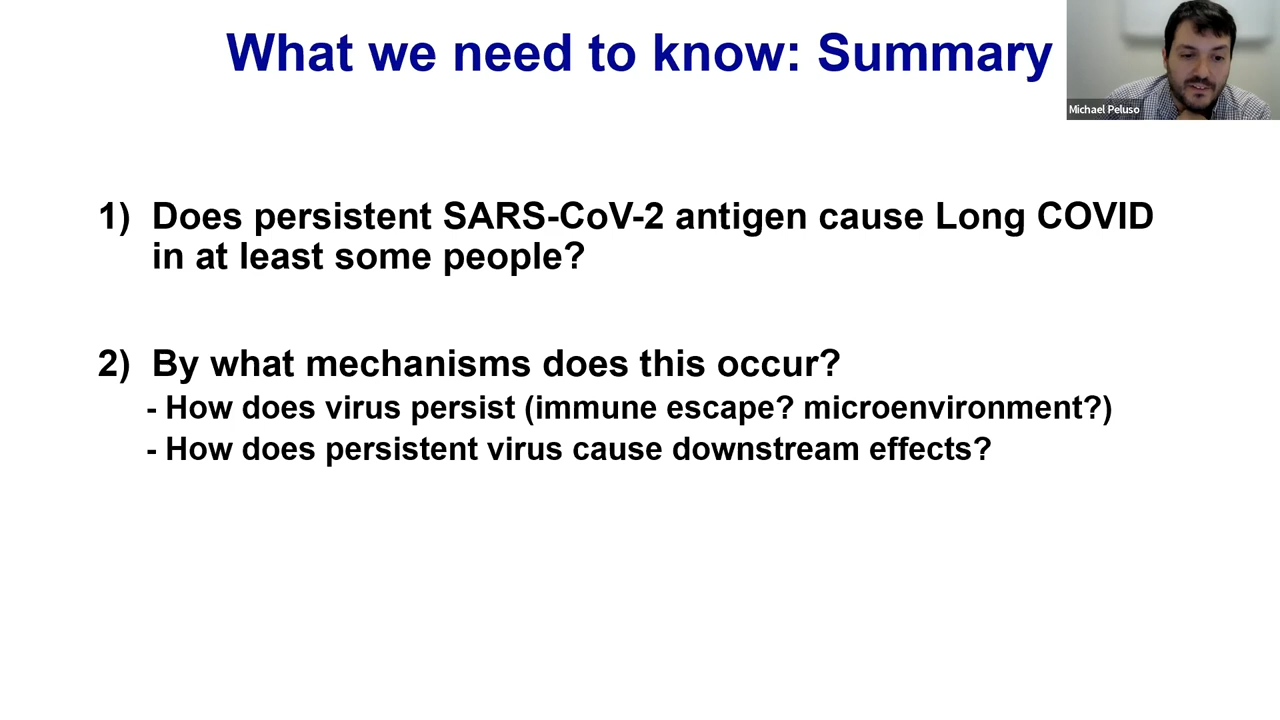 What we need to know: Summary
Michael Peluso
1) Does persistent SARS-CoV-2 antigen cause Long COVID
in at least some people?
2) By what mechanisms does this occur?
- How does virus persist (immune escape? microenvironment?)
- How does persistent virus cause downstream effects?